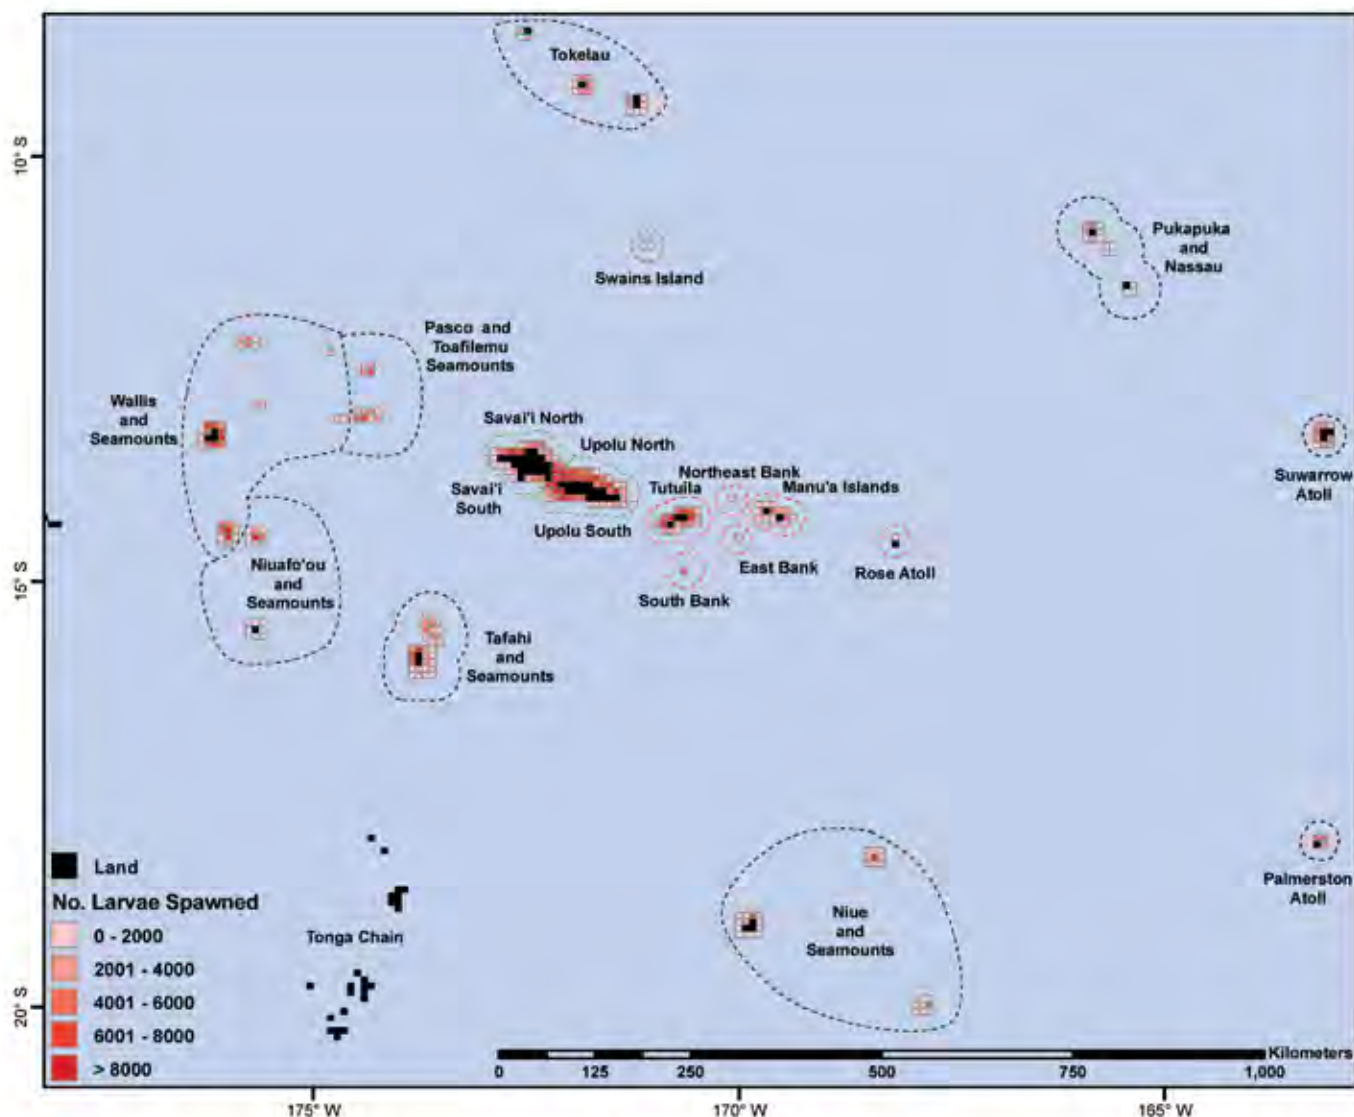 Tokelau
10° S
Pukapuka
and
Nassau
Swains Island
Pasco and
Toafilemu
Seamounts
Wallis
and
Seamounts
Savai'i North
Upolu North
Northeast Bank
Suwarrow
Atoll
Savai'i
South
Tutuila
Manu'a Islands
Upolu South
East Bank
Rose Atoll
Niuafo'ou
and
Seamounts
15° S
South Bank
Tafahi
and
Seamounts
Land
No. Larvae Spawned
0 - 2000
2001 - 4000
4001 - 6000
6001 - 8000
> 8000
Tonga Chain
Niue
and
Seamounts
Palmerston
Atoll
20° S
Kilometers
0 125 250 500 750 1,000
175° W 170° W 165° W